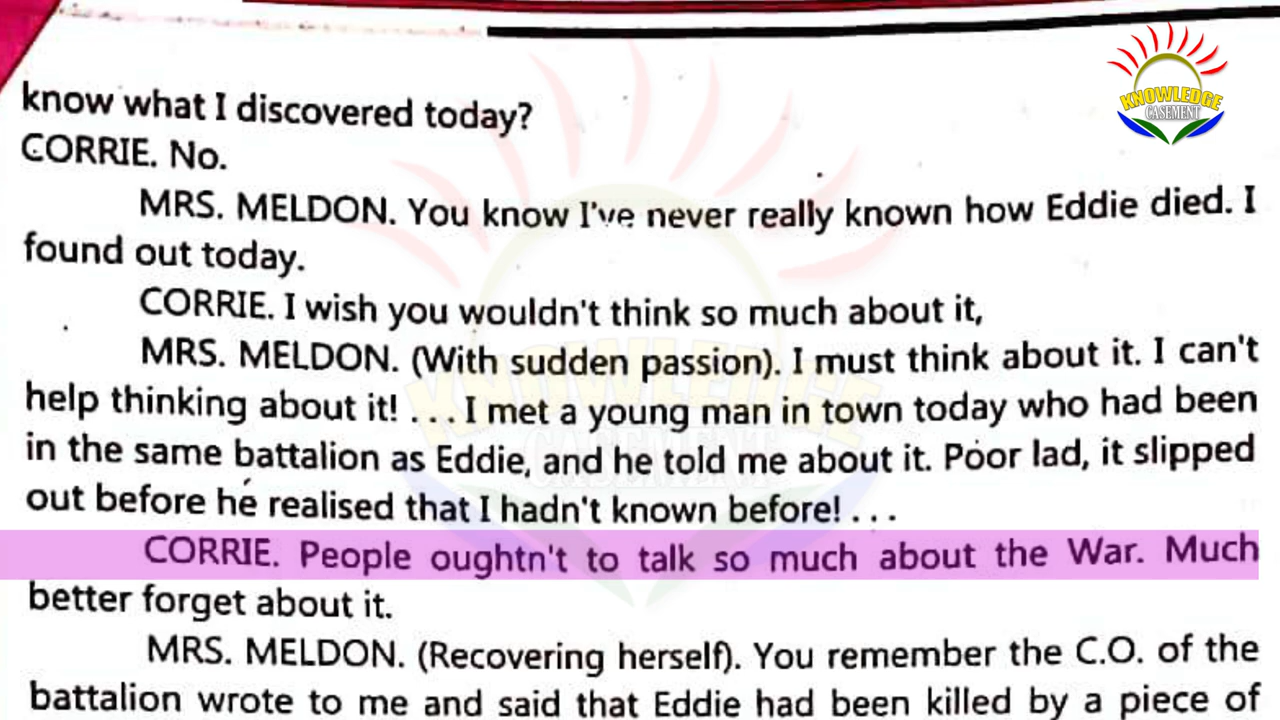 KNOWLEDGE
CASEMENT
know what I discovered today?
CORRIE. No.
MRS. MELDON. You know I've never really known how Eddie died. I
found out today.
CORRIE. I wish you wouldn't think so much about it,
MRS. MELDON. (With sudden passion). I must think about it. I can't
help thinking about it! . . . I met a young man in town today who had been
in the same battalion as Eddie, and he told me about it. Poor lad, it slipped
out before he realised that I hadn't known before! . . .
CORRIE. People oughtn't to talk so much about the War. Much
better forget about it.
MRS. MELDON. (Recovering herself). You remember the C.O. of the
battalion wrote to me and said that Eddie had been killed by a piece of
KNOWLEDGE
CASEMENT